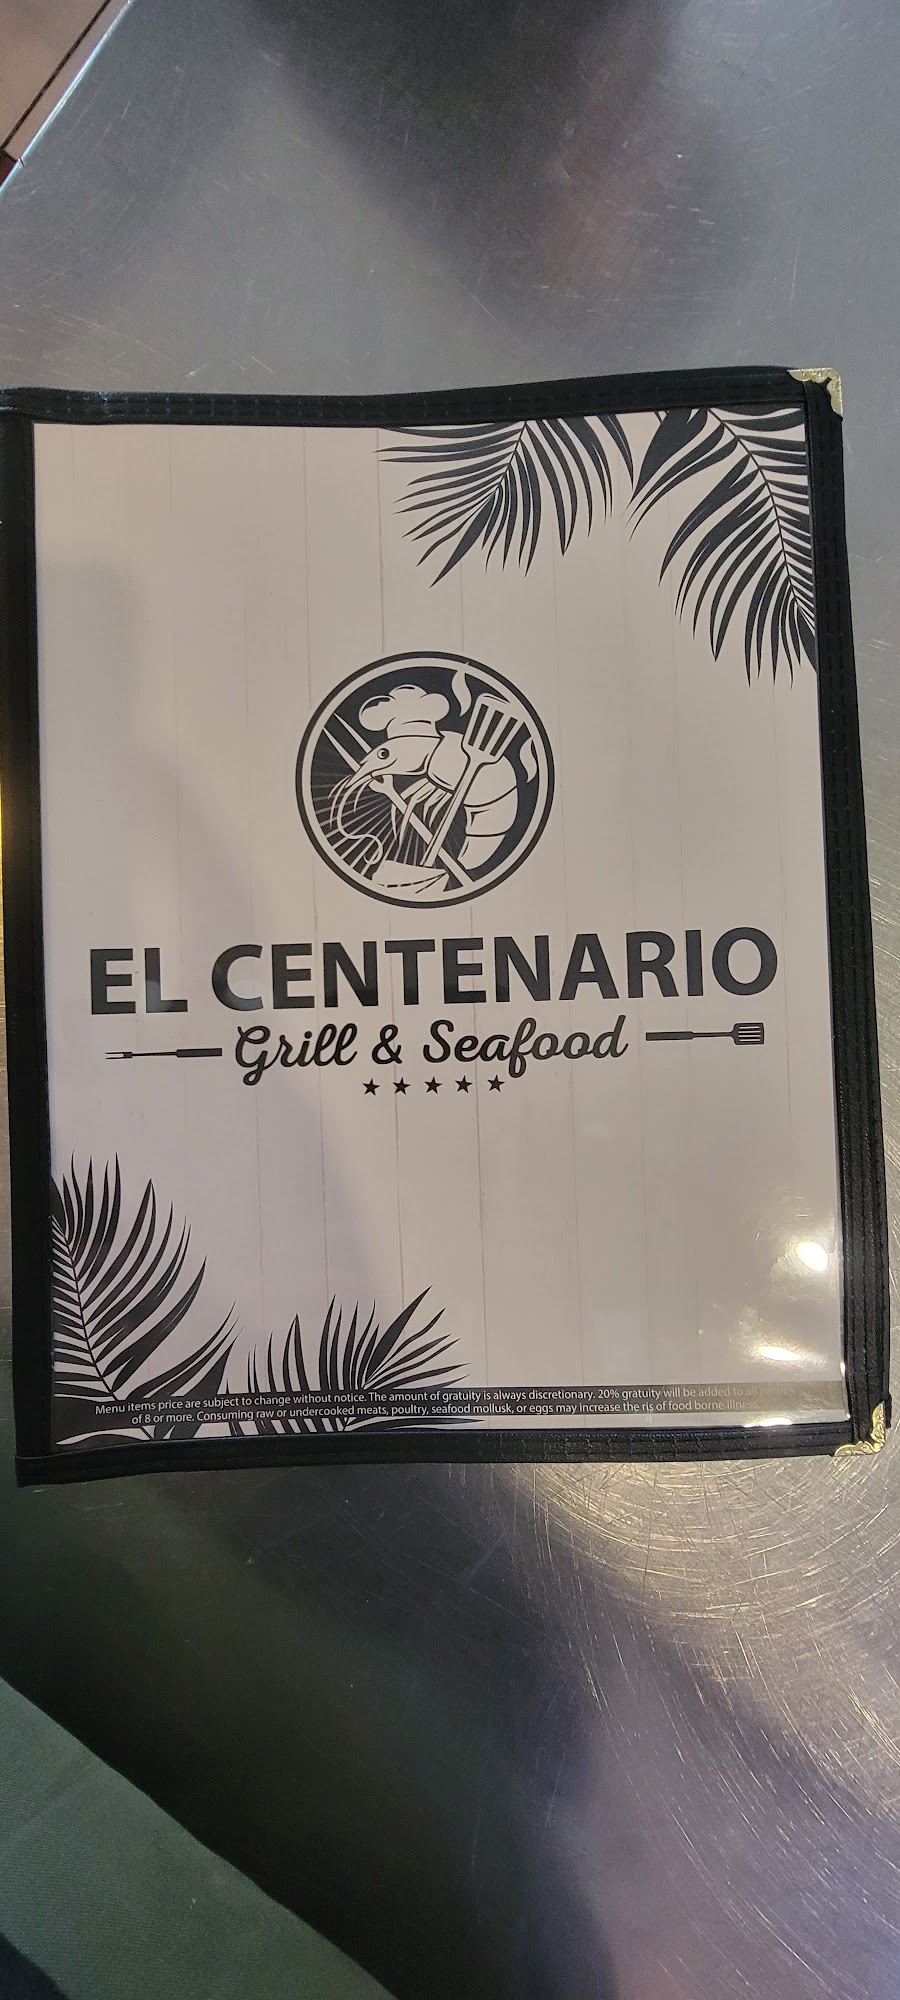 EL CENTENARIO
Grill & Seafood
Menu items price are subject to change without notice. The amount of gratuity is always discretionary. 20% gratuity will be added to all parties
of 8 or more. Consuming raw or undercooked meats, poultry, seafood mollusk, or eggs may increase the ris of food borne illness